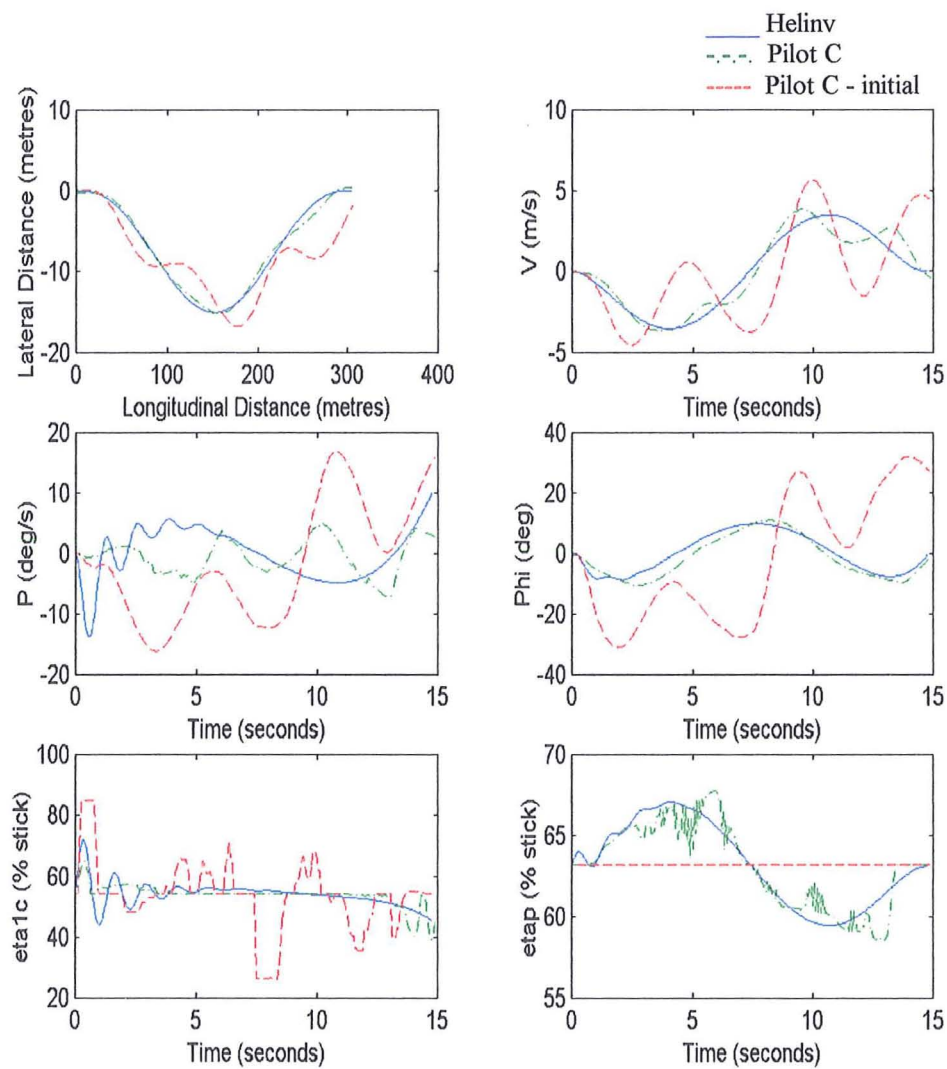 Helinv
Pilot C
Pilot C - initial
10
0
-10
-20
Lateral Distance (metres)
0 100 200 300 400
Longitudinal Distance (metres)
10
5
0
-5
V (m/s)
0 5 10 15
Time (seconds)
20
10
0
-10
-20
P (deg/s)
0 5 10 15
Time (seconds)
40
20
0
-20
-40
Phi (deg)
0 5 10 15
Time (seconds)
100
80
60
40
20
eta1c (% stick)
0 5 10 15
Time (seconds)
70
65
63
60
55
etap (% stick)
0 5 10 15
Time (seconds)